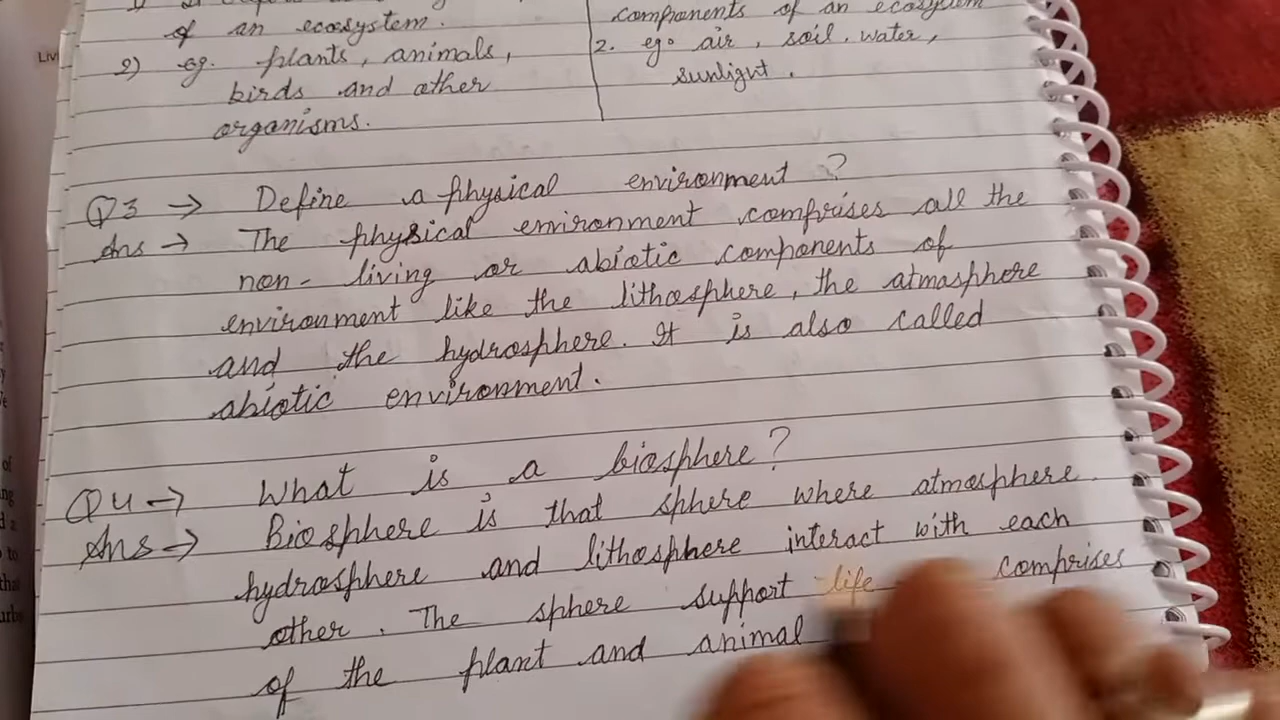 of an ecosystem.
2) eg. plants, animals,
birds and other
organisms.
components of an ecosystem
2. eg. air, soil, water,
sunlight.
Q3 → Define a physical environment?
Ans → The physical environment comprises all the
non-living or abiotic components of
environment like the lithosphere, the atmosphere
and the hydrosphere. It is also called
abiotic environment.
Q4 → What is a biosphere?
Ans → Biosphere is that sphere where atmosphere.
hydrosphere and lithosphere interact with each
other. The sphere support life comprises
of the plant and animal